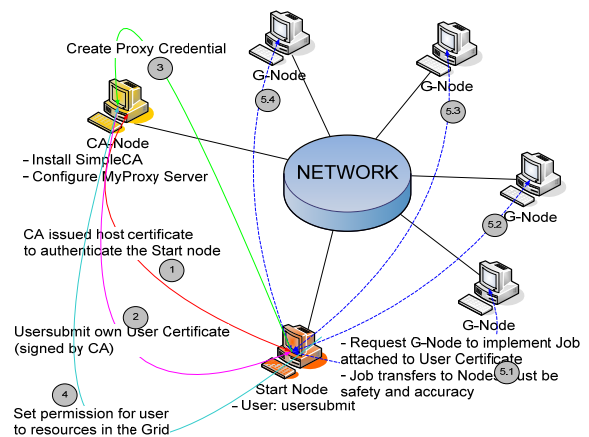 Create Proxy Credential
3
G-Node
5.4
G-Node
5.3
CA-Node
- Install SimpleCA
- Configure MyProxy Server
NETWORK
G-Node
5.2
CA issued host certificate
to authenticate the Start node
1
G-Node
2
Usersubmit own User Certificate
(signed by CA)
- Request G-Node to implement Job
attached to User Certificate
5.1
- Job transfers to Nodes must be
safety and accuracy
Start Node
- User: usersubmit
4
Set permission for user
to resources in the Grid